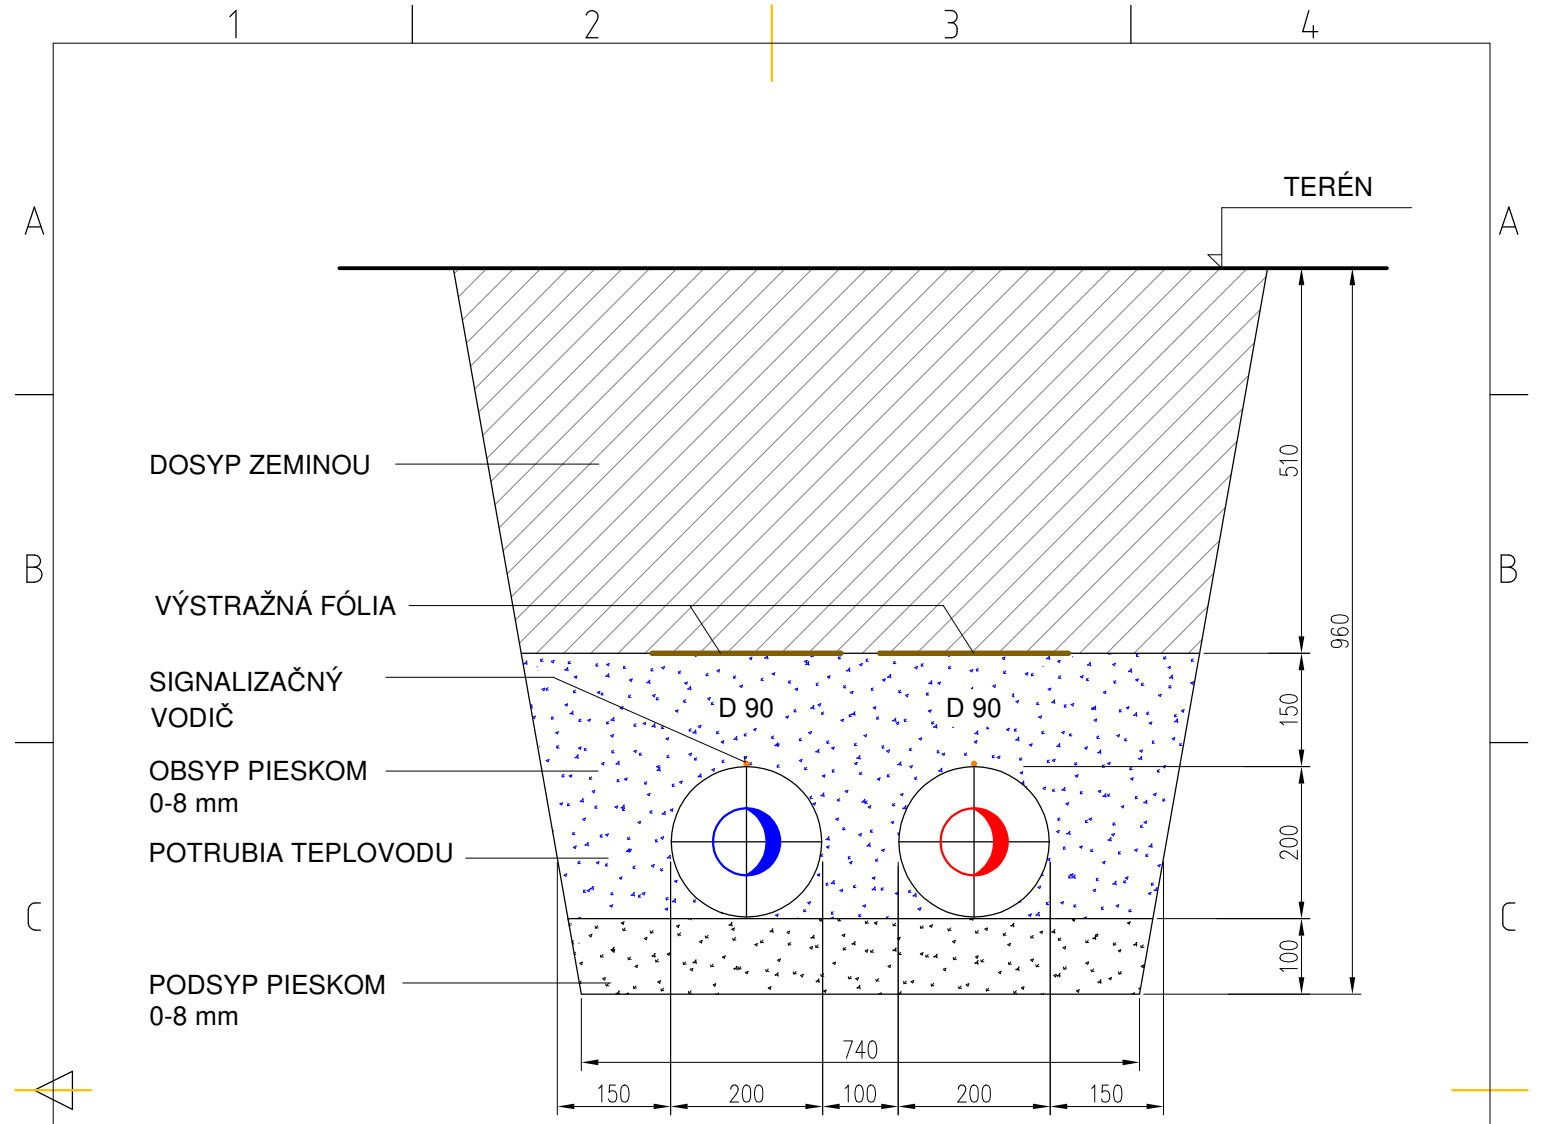 1 2 3 4
TERÉN
A A
DOSYP ZEMINOU
510
B B
VÝSTRAŽNÁ FÓLIA
960
SIGNALIZAČNÝ
VODIČ
D 90 D 90
150
OBSYP PIESKOM
0-8 mm
POTRUBIA TEPLOVODU
200
C C
100
PODSYP PIESKOM
0-8 mm
740
150 200 100 200 150